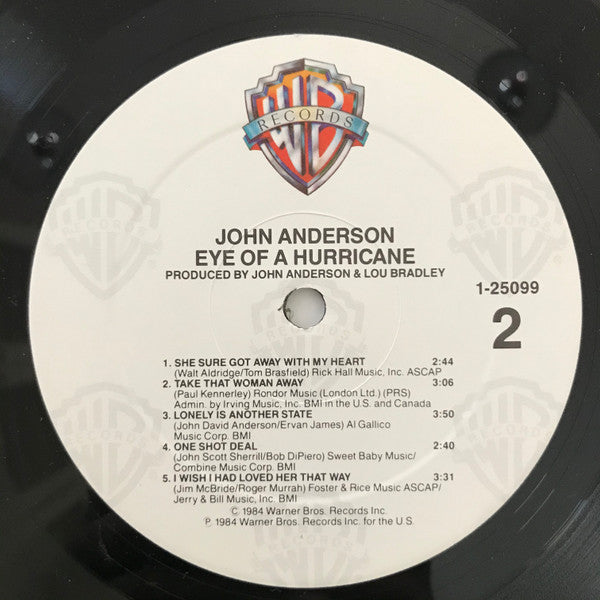 WB
RECORDS
JOHN ANDERSON
EYE OF A HURRICANE
PRODUCED BY JOHN ANDERSON & LOU BRADLEY
1-25099
2
1. SHE SURE GOT AWAY WITH MY HEART 2:44
(Walt Aldridge/Tom Brasfield) Rick Hall Music, Inc. ASCAP
2. TAKE THAT WOMAN AWAY 3:06
(Paul Kennerley) Rondor Music (London Ltd.) (PRS)
Admin. by Irving Music, Inc. BMI in the U.S. and Canada
3. LONELY IS ANOTHER STATE 3:50
(John David Anderson/Ervan James) Al Gallico
Music Corp. BMI
4. ONE SHOT DEAL 2:40
(John Scott Sherrill/Bob DiPiero) Sweet Baby Music/
Combine Music Corp. BMI
5. I WISH I HAD LOVED HER THAT WAY 3:31
(Jim McBride/Roger Murrah) Foster & Rice Music ASCAP/
Jerry & Bill Music, Inc. BMI
© 1984 Warner Bros. Records Inc.
℗ 1984 Warner Bros. Records Inc. for the U.S.